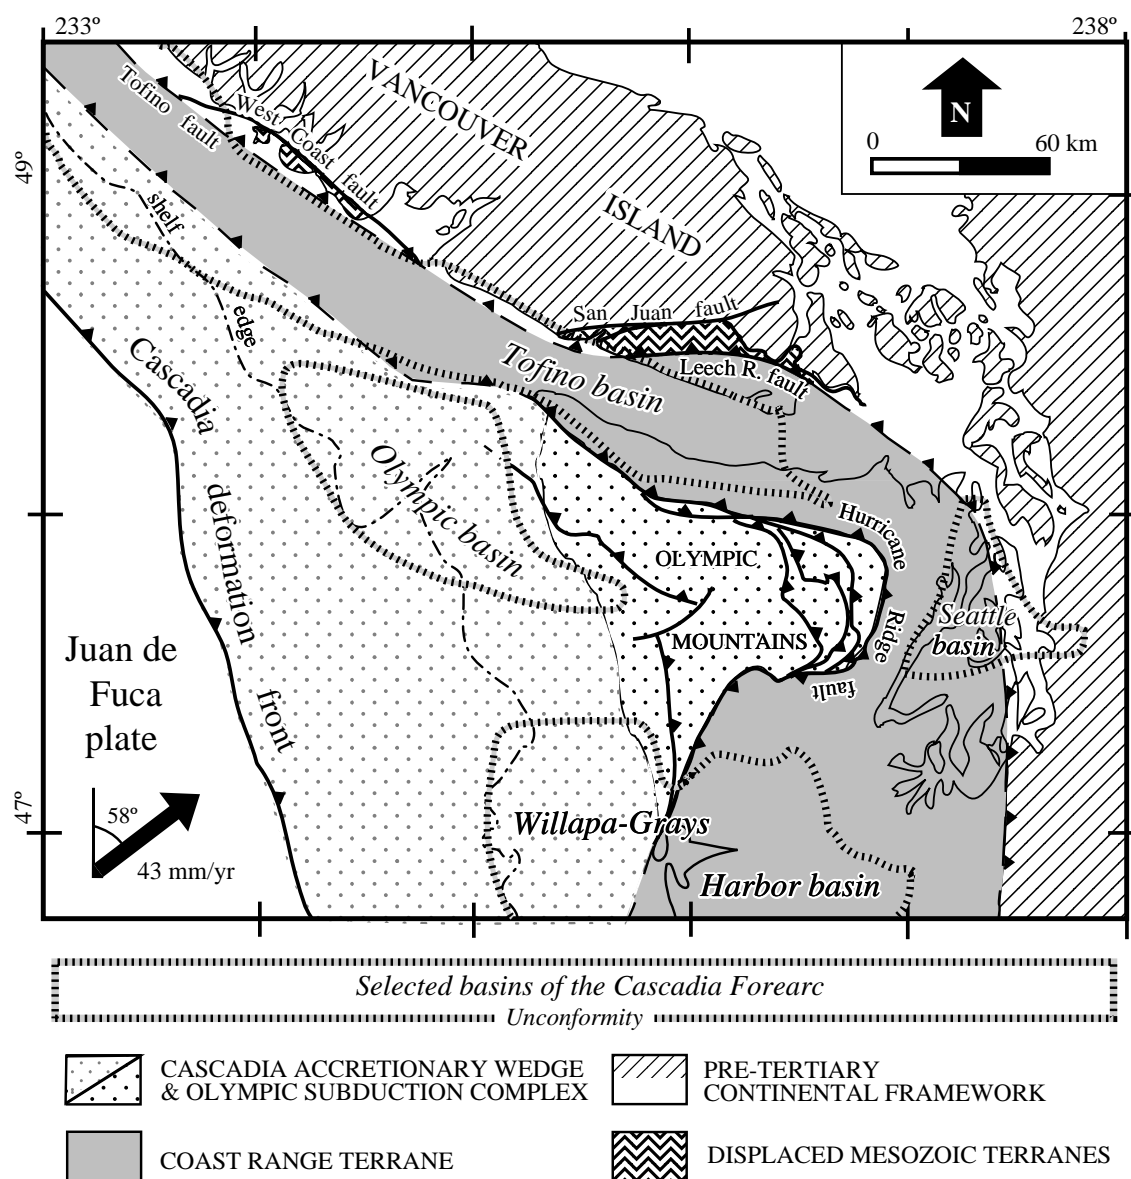 233º
238º
N
0
60 km
49º
47º
VANCOUVER
ISLAND
Tofino fault
West Coast fault
shelf
edge
San Juan fault
Leech R. fault
Tofino basin
Cascadia
deformation
front
Olympic basin
Hurricane
Ridge
fault
OLYMPIC
MOUNTAINS
Seattle
basin
Juan de
Fuca
plate
58º
43 mm/yr
Willapa-Grays
Harbor basin
Selected basins of the Cascadia Forearc
Unconformity
CASCADIA ACCRETIONARY WEDGE
& OLYMPIC SUBDUCTION COMPLEX
PRE-TERTIARY
CONTINENTAL FRAMEWORK
COAST RANGE TERRANE
DISPLACED MESOZOIC TERRANES